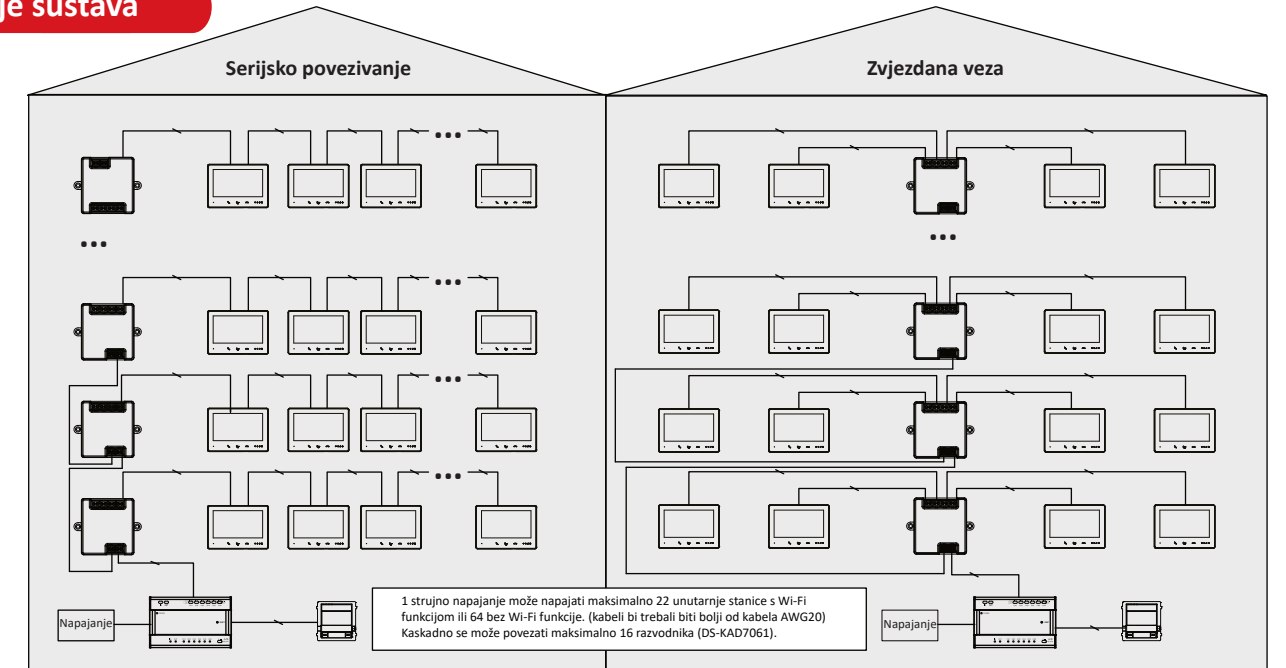 je sustava
Serijsko povezivanje
Zvjezdana veza
Napajanje
1 strujno napajanje može napajati maksimalno 22 unutarnje stanice s Wi-Fi
funkcijom ili 64 bez Wi-Fi funkcije. (kabeli bi trebali biti bolji od kabela AWG20)
Kaskadno se može povezati maksimalno 16 razvodnika (DS-KAD7061).
Napajanje